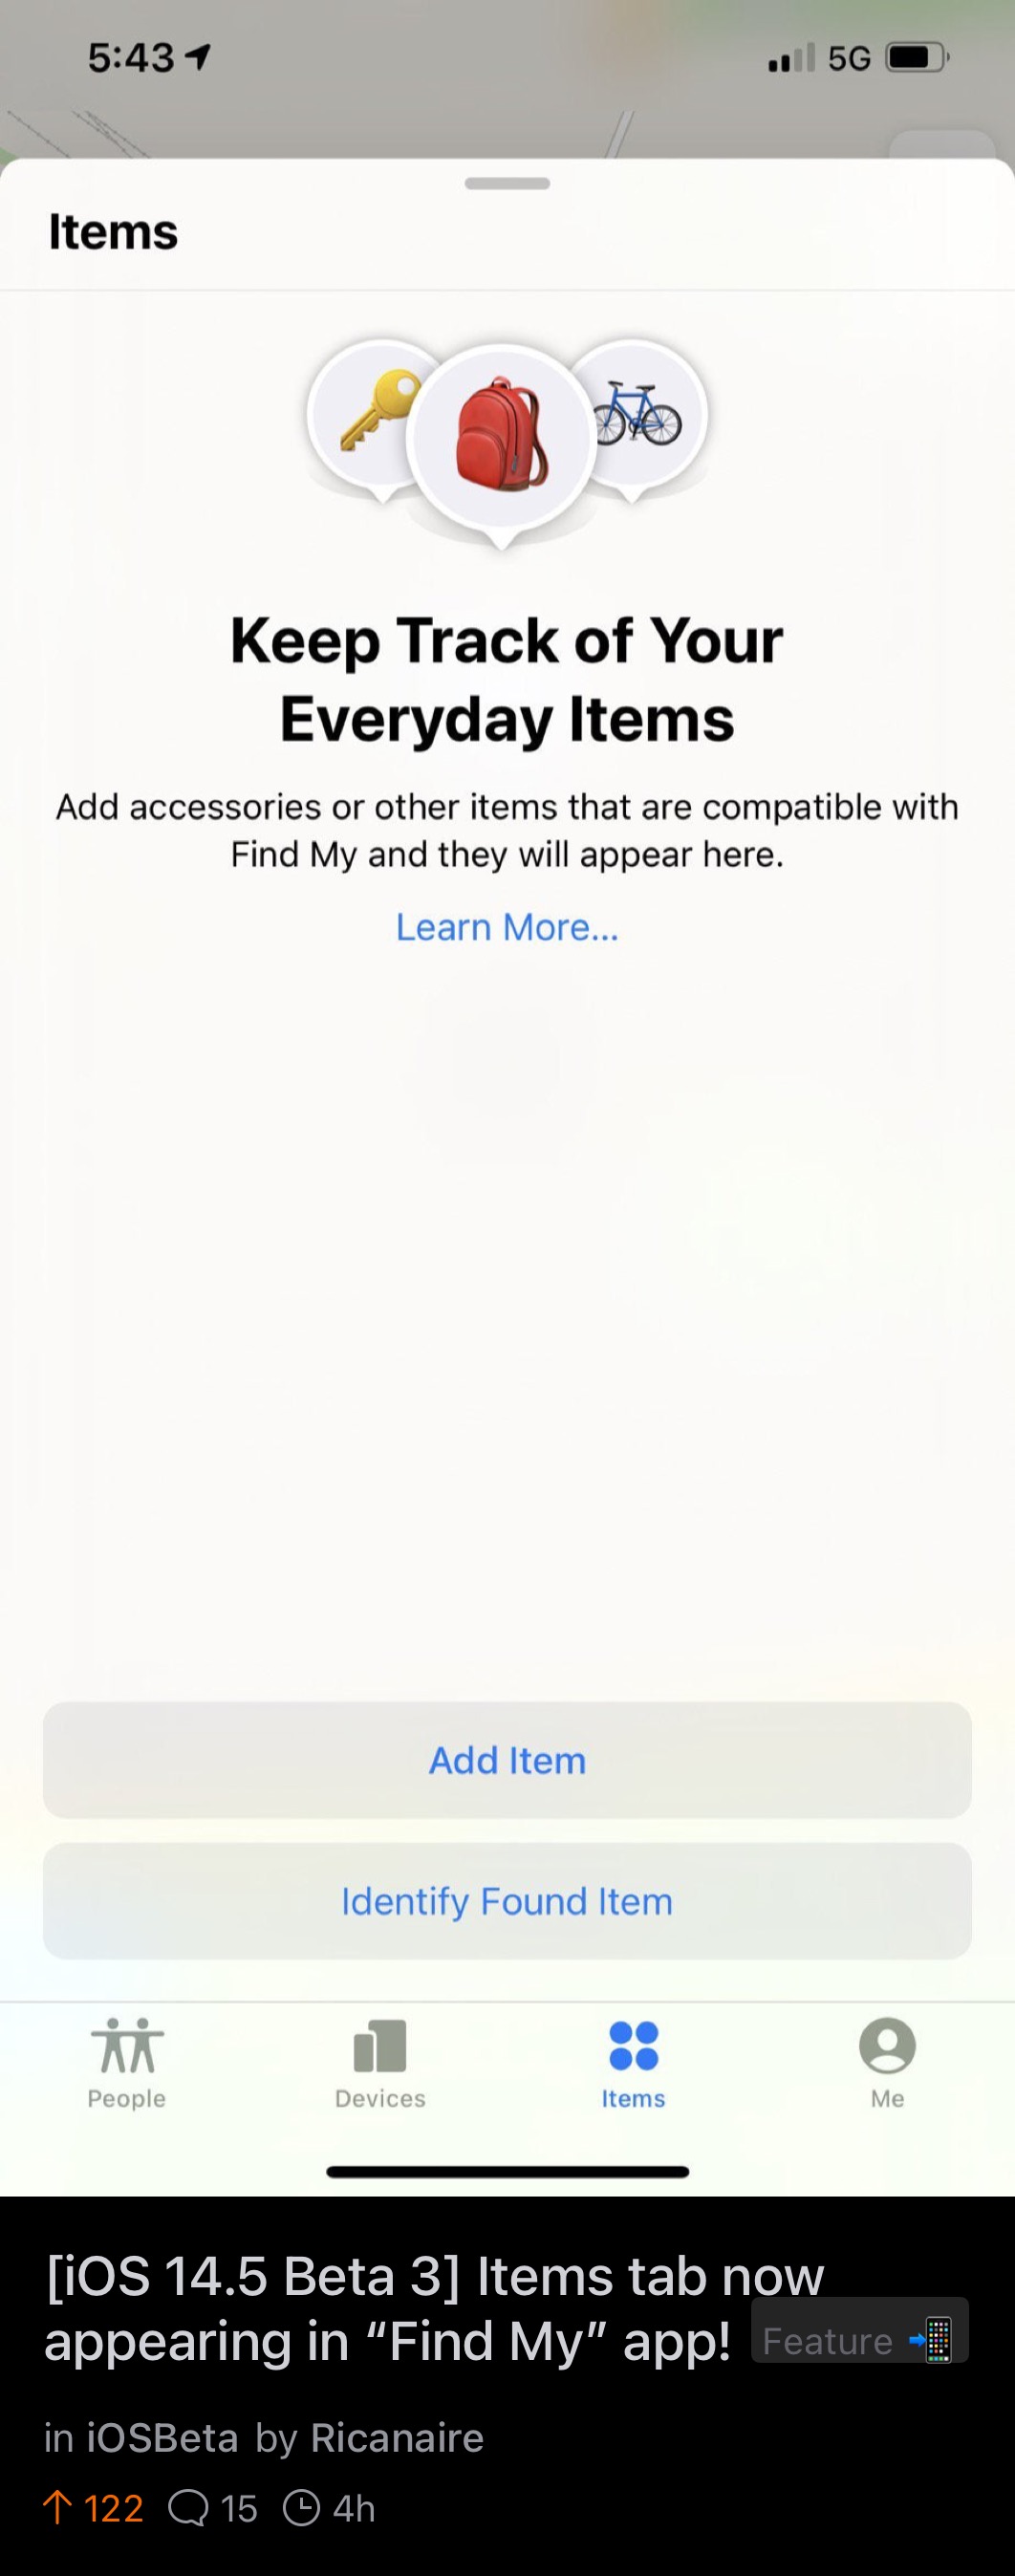 5:43
5G
Items
Keep Track of Your
Everyday Items
Add accessories or other items that are compatible with
Find My and they will appear here.
Learn More...
Add Item
Identify Found Item
People
Devices
Items
Me
[iOS 14.5 Beta 3] Items tab now
appearing in “Find My” app! Feature 📲
in iOSBeta by Ricanaire
122 15 4h